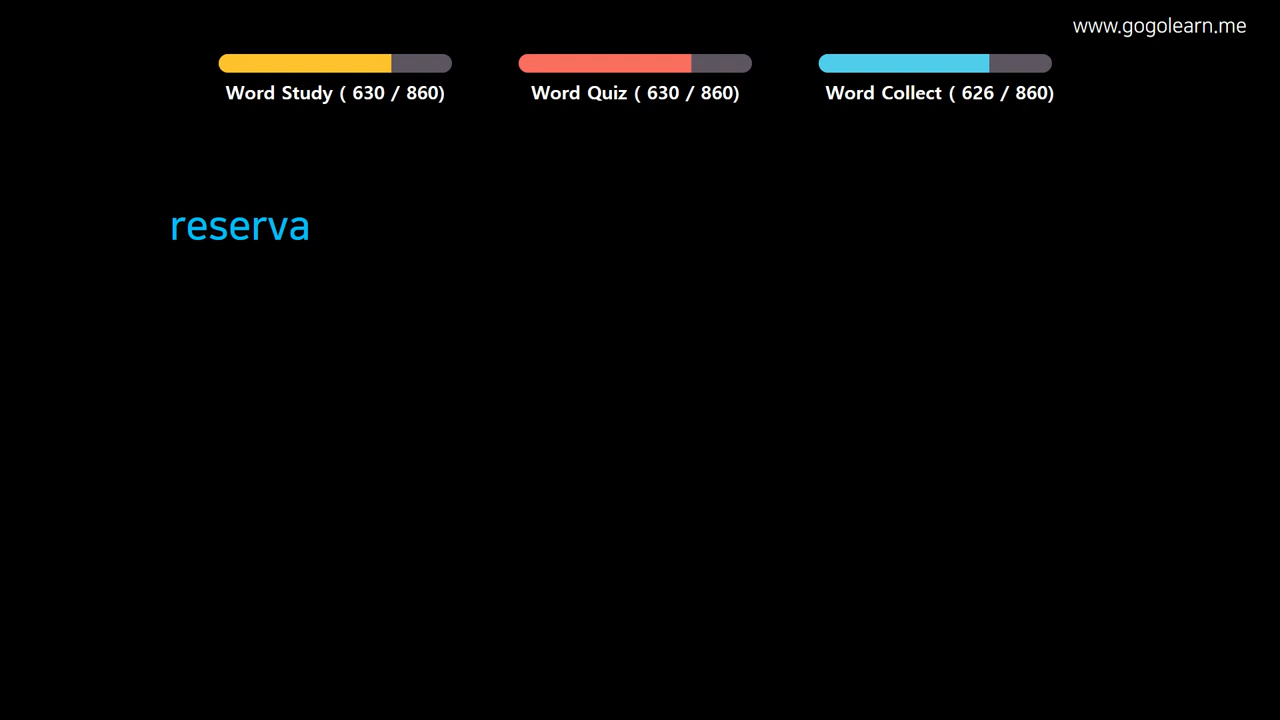 www.gogolearn.me
Word Study ( 630 / 860)
Word Quiz ( 630 / 860)
Word Collect ( 626 / 860)
reserva